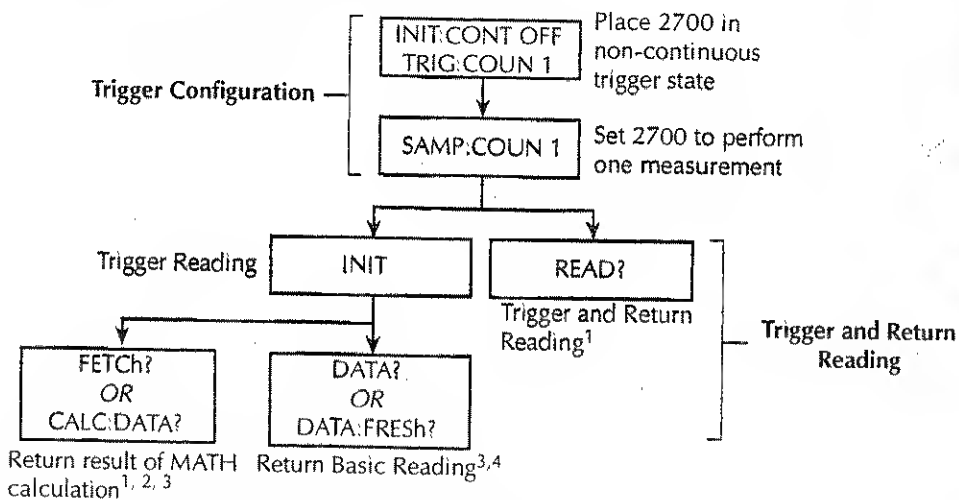 INIT:CONT OFF
TRIG:COUN 1
Place 2700 in
non-continuous
trigger state
Trigger Configuration
SAMP:COUN 1
Set 2700 to perform
one measurement
Trigger Reading
INIT
READ?
Trigger and Return
Reading1
Trigger and Return
Reading
FETCh?
OR
CALC:DATA?
DATA?
OR
DATA:FRESh?
Return result of MATH
calculation1, 2, 3
Return Basic Reading3,4